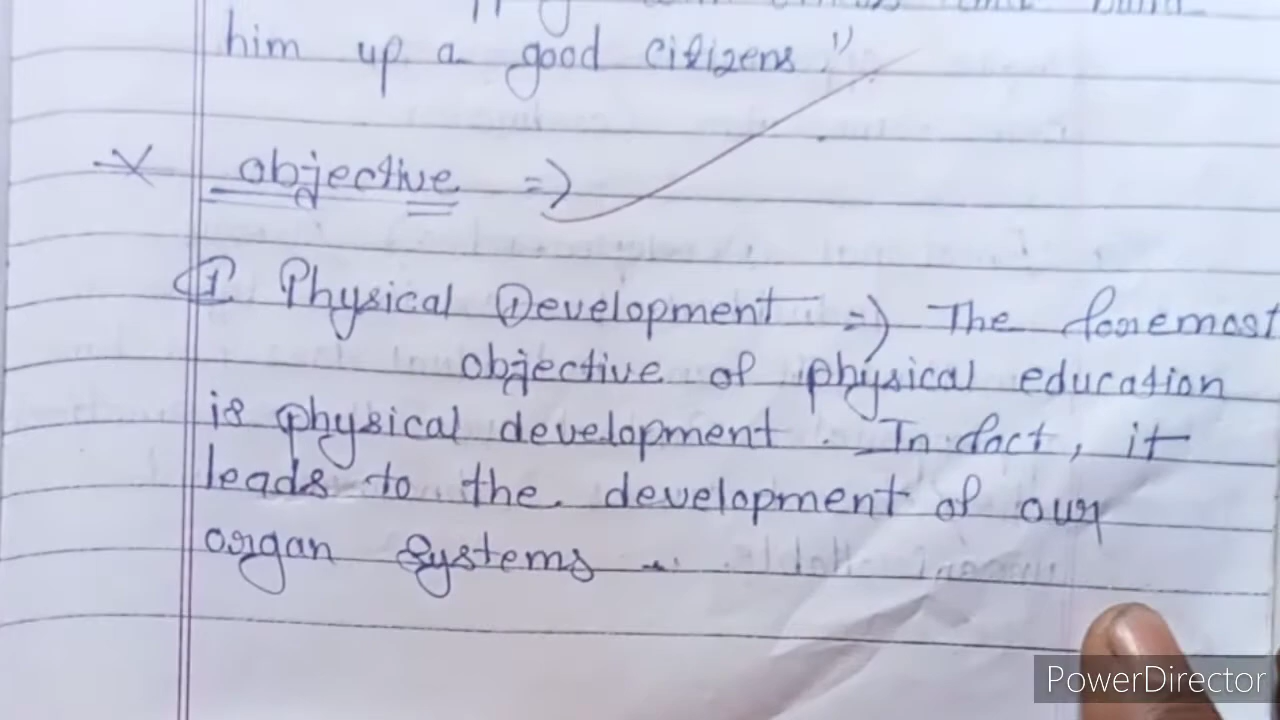 him up a good citizens"
objective =>
① Physical Development => The foremost
objective of physical education
is physical development. In fact, it
leads to the development of our
organ systems.
PowerDirector